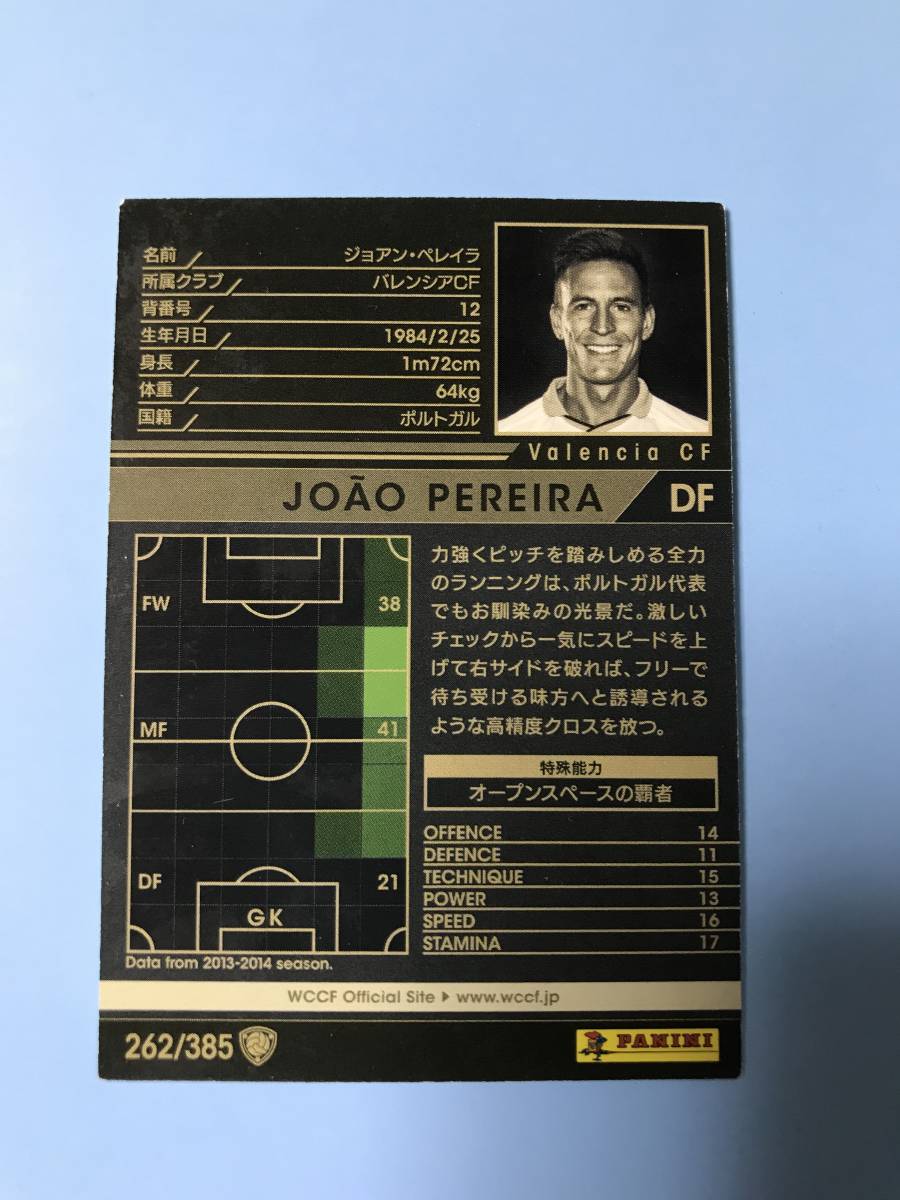 名前 ジョアン・ペレイラ
所属クラブ バレンシアCF
背番号 12
生年月日 1984/2/25
身長 1m72cm
体重 64kg
国籍 ポルトガル
Valencia CF
JOÃO PEREIRA DF
FW 38
MF 41
DF 21
GK
Data from 2013-2014 season.
力強くピッチを踏みしめる全力
のランニングは、ポルトガル代表
でもお馴染みの光景だ。激しい
チェックから一気にスピードを上
げて右サイドを破れば、フリーで
待ち受ける味方へと誘導される
ような高精度クロスを放つ。
特殊能力
オープンスペースの覇者
OFFENCE 14
DEFENCE 11
TECHNIQUE 15
POWER 13
SPEED 16
STAMINA 17
WCCF Official Site ▶ www.wccf.jp
262/385
PANINI